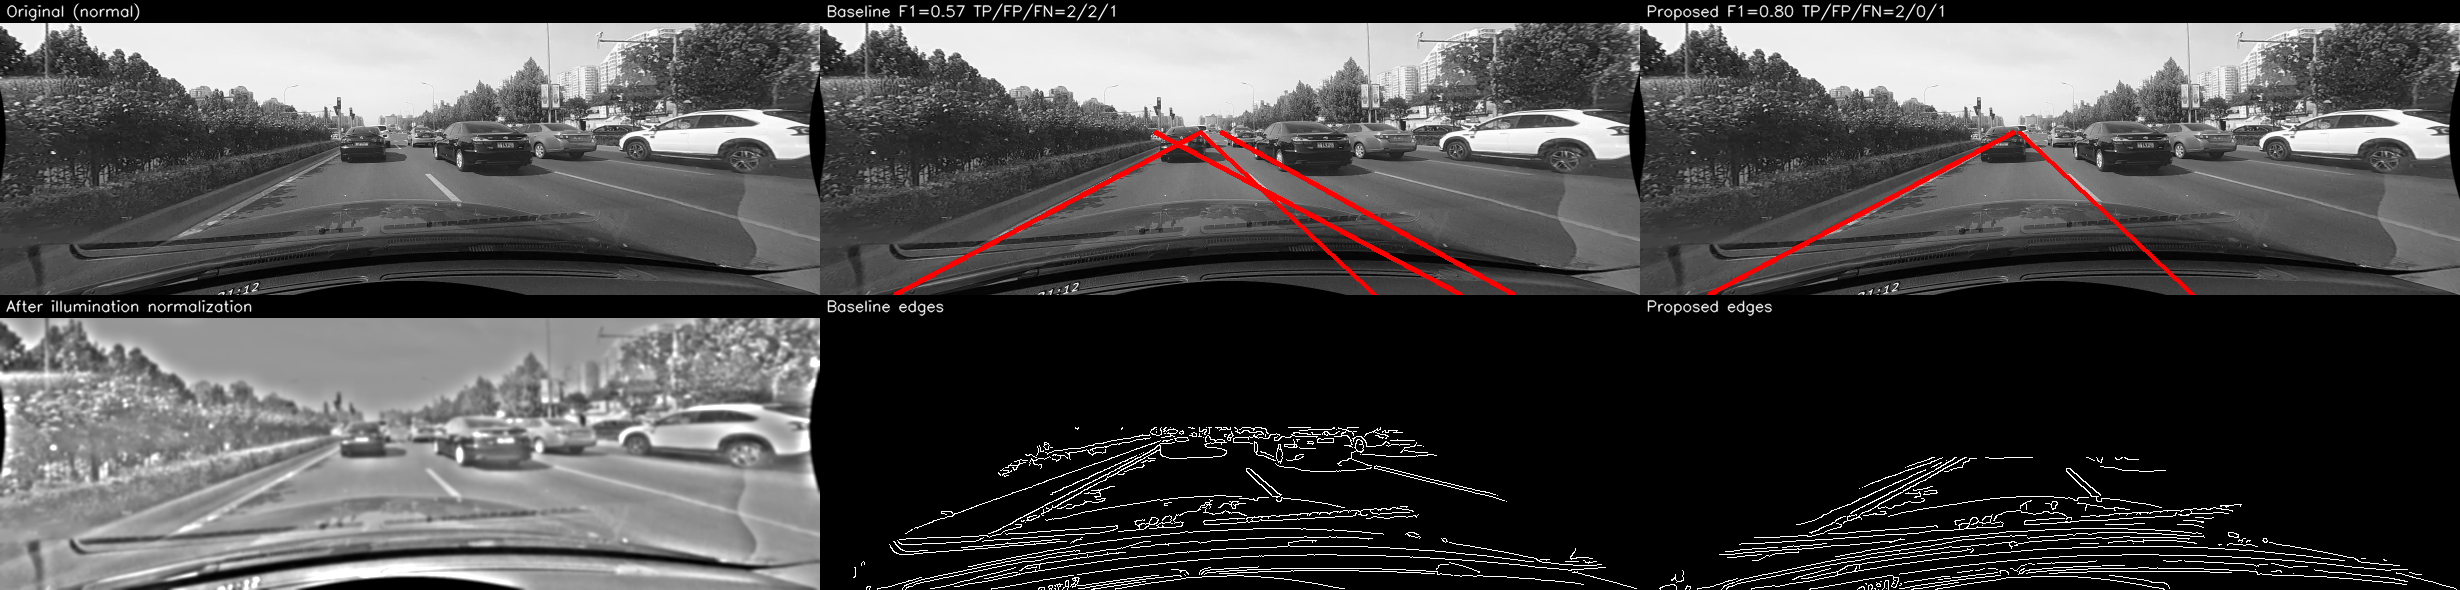 Original (normal)
Baseline F1=0.57 TP/FP/FN=2/2/1
Proposed F1=0.80 TP/FP/FN=2/0/1
After illumination normalization
Baseline edges
Proposed edges